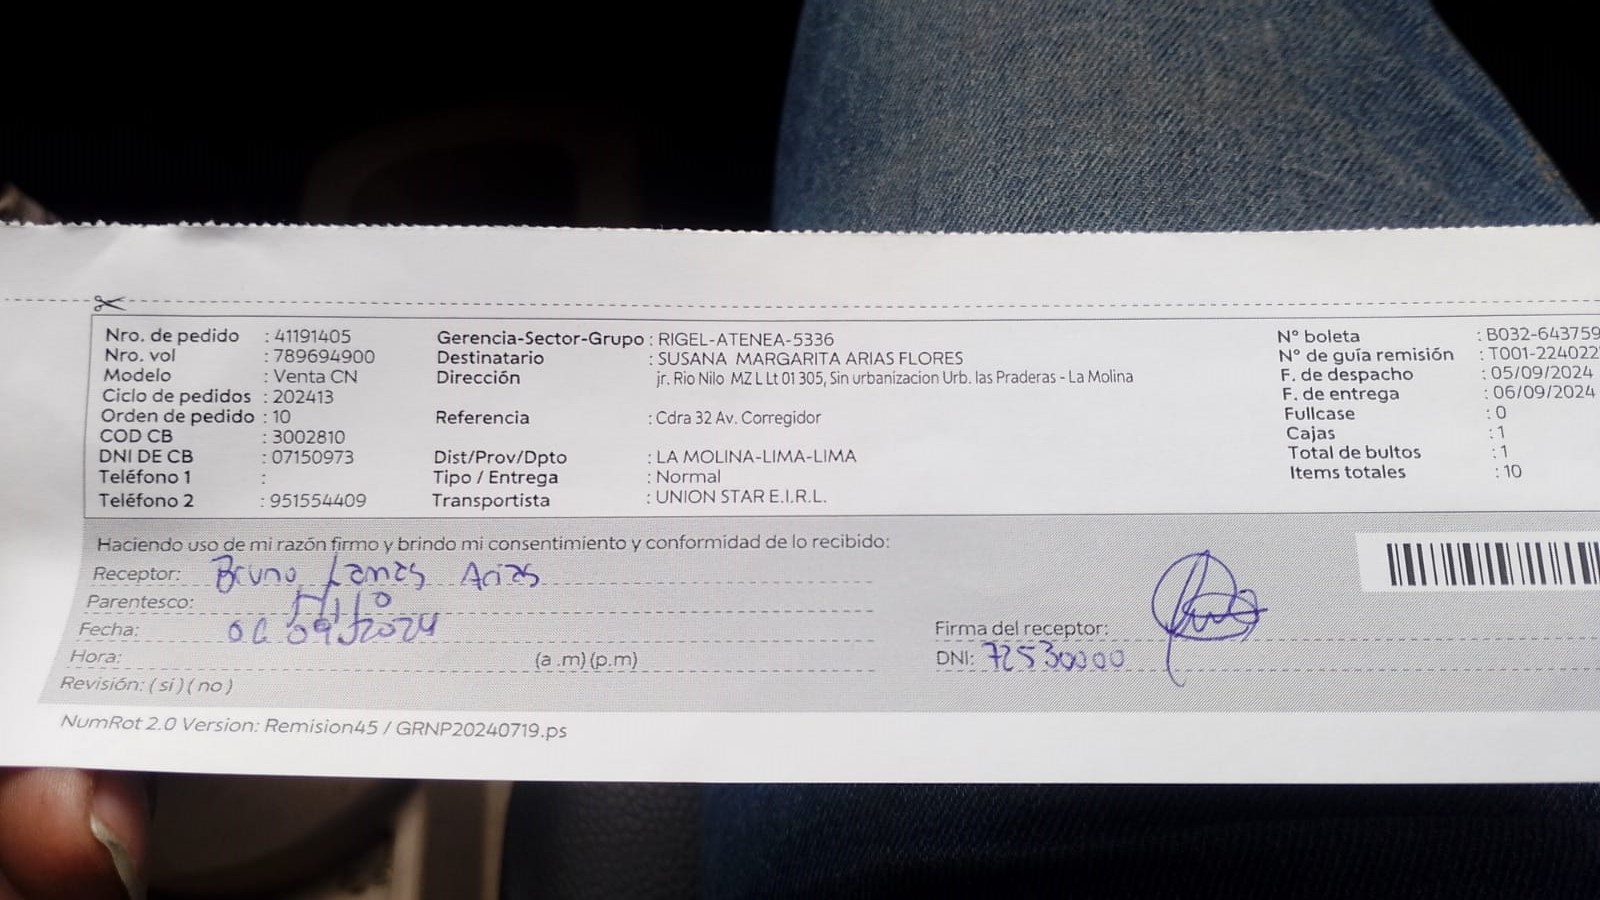 Nro. de pedido : 41191405 Gerencia-Sector-Grupo : RIGEL-ATENEA-5336 N° boleta : B032-643759
Nro. vol : 789694900 Destinatario : SUSANA MARGARITA ARIAS FLORES N° de guía remisión : T001-224022
Modelo : Venta CN Dirección : jr. Rio Nilo MZ L Lt 01 305, Sin urbanizacion Urb. las Praderas - La Molina F. de despacho : 05/09/2024
Ciclo de pedidos : 202413 F. de entrega : 06/09/2024
Orden de pedido : 10 Referencia : Cdra 32 Av. Corregidor Fullcase : 0
COD CB : 3002810 Cajas : 1
DNI DE CB : 07150973 Dist/Prov/Dpto : LA MOLINA-LIMA-LIMA Total de bultos : 1
Teléfono 1 : Tipo / Entrega : Normal Items totales : 10
Teléfono 2 : 951554409 Transportista : UNION STAR E.I.R.L.
Haciendo uso de mi razón firmo y brindo mi consentimiento y conformidad de lo recibido:
Receptor: Bruno Lamas Arias
Parentesco: Hijo
Fecha: 06 09/2024 Firma del receptor:
Hora: (a .m) (p.m) DNI: 72530000
Revisión: ( si ) ( no )
NumRot 2.0 Version: Remision45 / GRNP20240719.ps